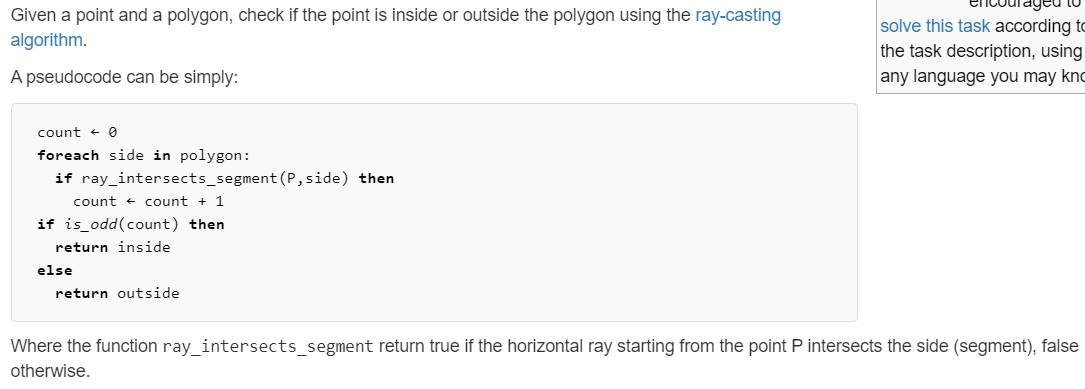 Given a point and a polygon, check if the point is inside or outside the polygon using the ray-casting
algorithm.
A pseudocode can be simply:
count ← 0
foreach side in polygon:
  if ray_intersects_segment(P,side) then
    count ← count + 1
if is_odd(count) then
  return inside
else
  return outside
Where the function ray_intersects_segment return true if the horizontal ray starting from the point P intersects the side (segment), false
otherwise.
encouraged to
solve this task according to
the task description, using
any language you may